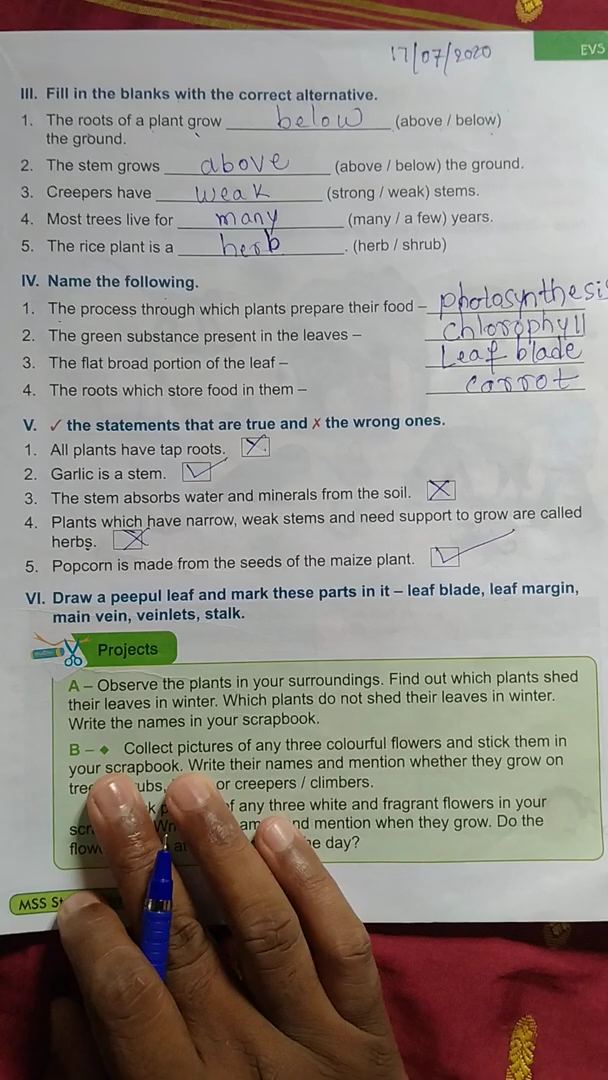 17/07/2020
EVS
III. Fill in the blanks with the correct alternative.
1. The roots of a plant grow below (above / below)
the ground.
2. The stem grows above (above / below) the ground.
3. Creepers have weak (strong / weak) stems.
4. Most trees live for many (many / a few) years.
5. The rice plant is a herb . (herb / shrub)
IV. Name the following.
1. The process through which plants prepare their food – photosynthesis
2. The green substance present in the leaves – Chlorophyll
3. The flat broad portion of the leaf – Leaf blade
4. The roots which store food in them – carrot
V. ✓ the statements that are true and ✗ the wrong ones.
1. All plants have tap roots. ✗
2. Garlic is a stem. ✓
3. The stem absorbs water and minerals from the soil. ✗
4. Plants which have narrow, weak stems and need support to grow are called
herbs. ✗
5. Popcorn is made from the seeds of the maize plant. ✓
VI. Draw a peepul leaf and mark these parts in it – leaf blade, leaf margin,
main vein, veinlets, stalk.
Projects
A – Observe the plants in your surroundings. Find out which plants shed
their leaves in winter. Which plants do not shed their leaves in winter.
Write the names in your scrapbook.
B – ◆ Collect pictures of any three colourful flowers and stick them in
your scrapbook. Write their names and mention whether they grow on
or creepers / climbers.
of any three white and fragrant flowers in your
and mention when they grow. Do the
day?
MSS